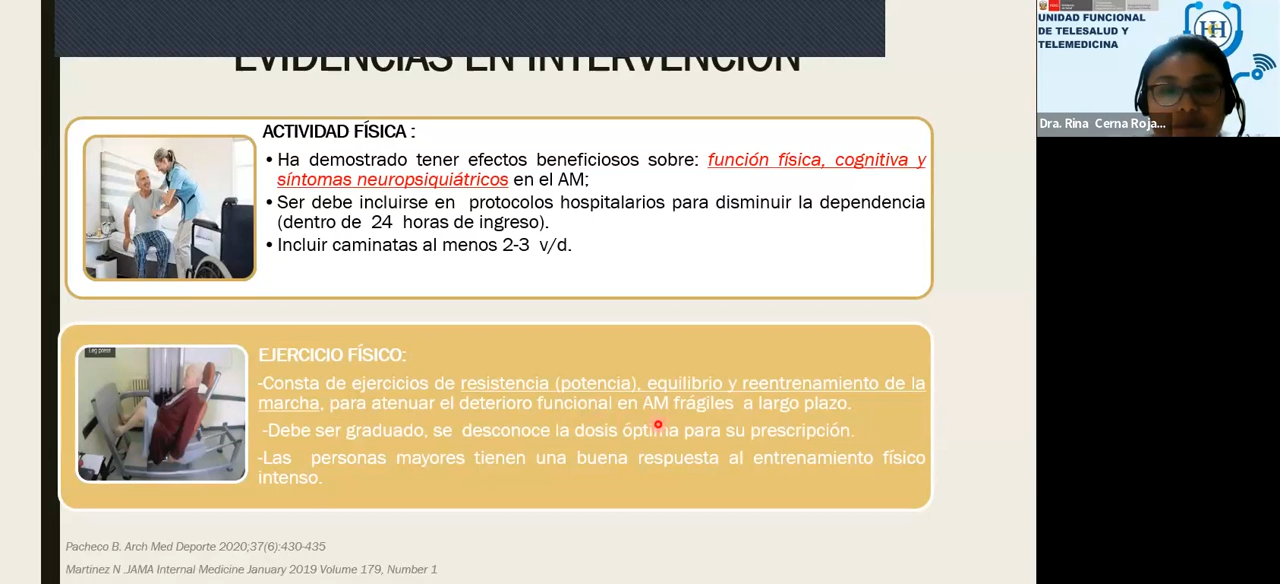 EVIDENCIAS EN INTERVENCIÓN
ACTIVIDAD FÍSICA :
• Ha demostrado tener efectos beneficiosos sobre: función física, cognitiva y
síntomas neuropsiquiátricos en el AM;
• Ser debe incluirse en protocolos hospitalarios para disminuir la dependencia
(dentro de 24 horas de ingreso).
• Incluir caminatas al menos 2-3 v/d.
Leg press
EJERCICIO FÍSICO:
-Consta de ejercicios de resistencia (potencia), equilibrio y reentrenamiento de la
marcha, para atenuar el deterioro funcional en AM frágiles a largo plazo.
-Debe ser graduado, se desconoce la dosis óptima para su prescripción.
-Las personas mayores tienen una buena respuesta al entrenamiento físico
intenso.
Pacheco B. Arch Med Deporte 2020;37(6):430-435
Martinez N .JAMA Internal Medicine January 2019 Volume 179, Number 1
UNIDAD FUNCIONAL
DE TELESALUD Y
TELEMEDICINA
HH
Dra. Rina Cerna Roja...